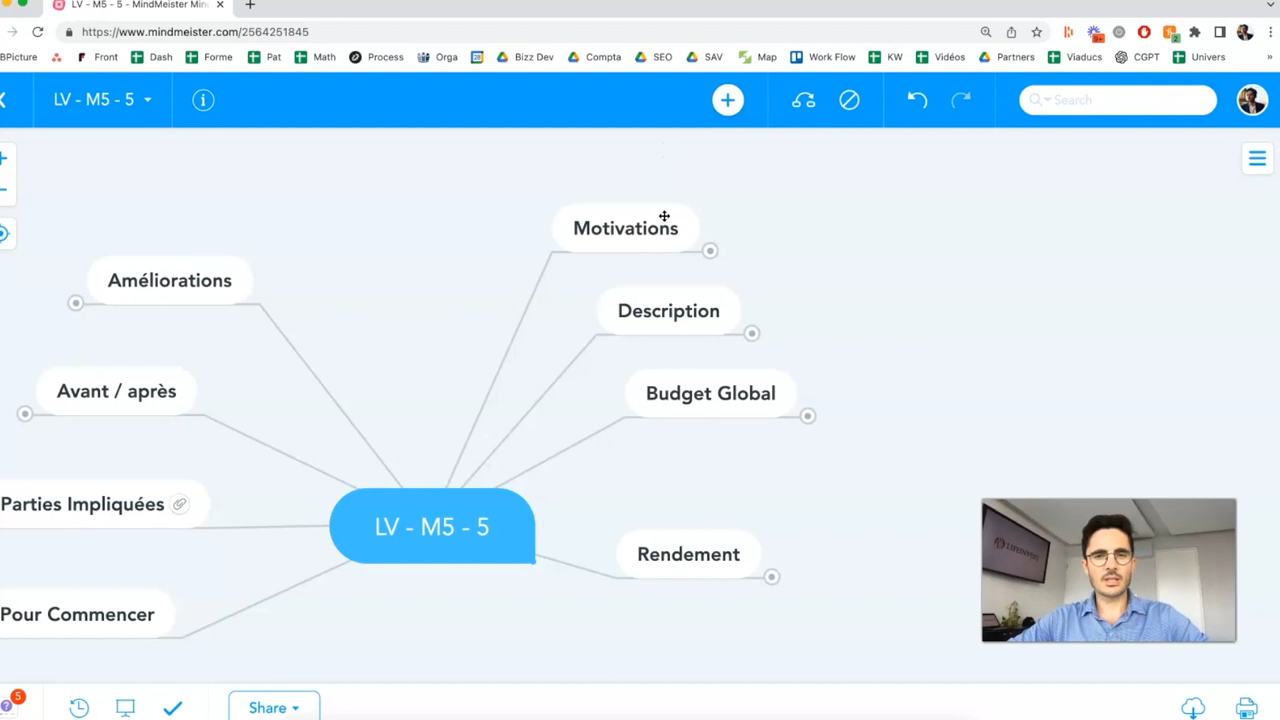 LV - M5 - 5 - MindMeister Min
https://www.mindmeister.com/2564251845
BPicture Front Dash Forme Pat Math Process Orga Bizz Dev Compta SEO SAV Map Work Flow KW Vidéos Partners Viaducs CGPT Univers »
LV - M5 - 5
Search
Motivations
Améliorations
Description
Avant / après
Budget Global
Parties Impliquées
LV - M5 - 5
Rendement
Pour Commencer
5
Share